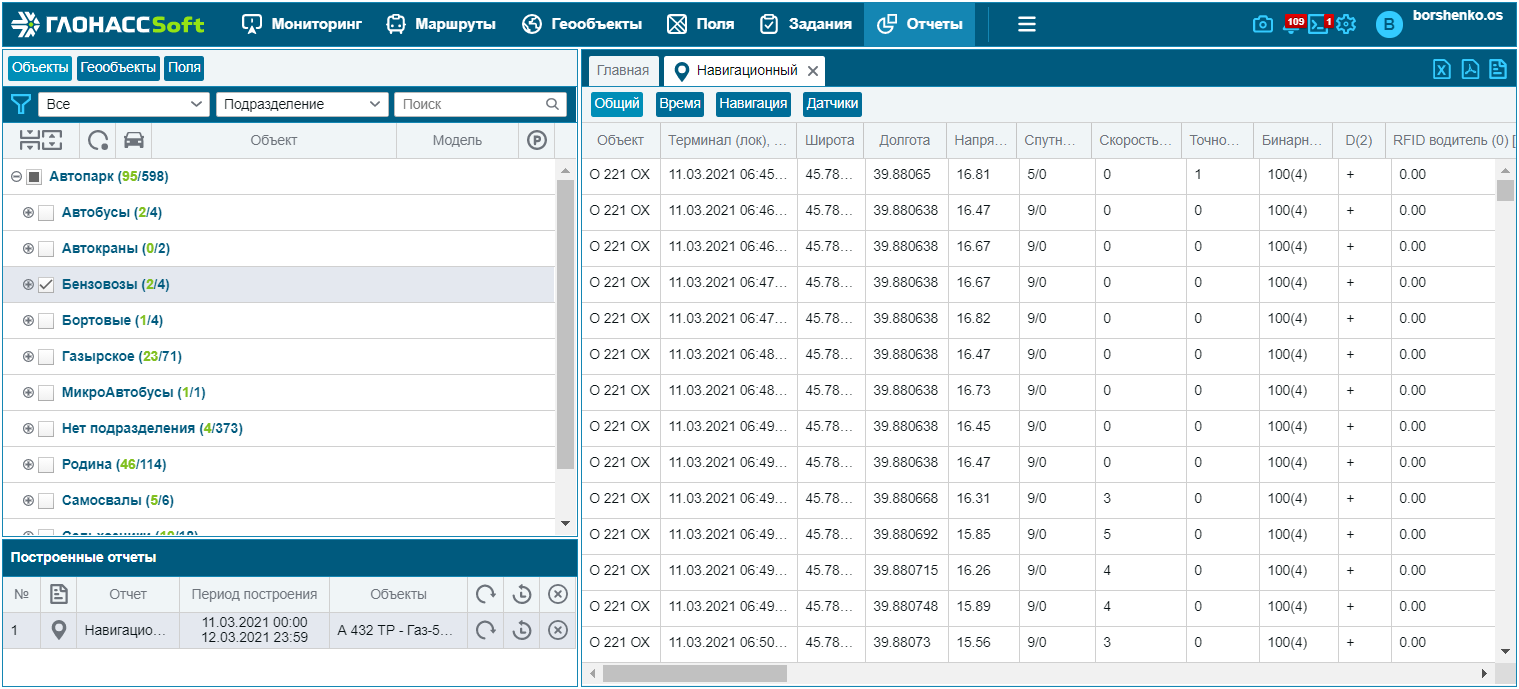 ГЛОНАССSoft Мониторинг Маршруты Геообъекты Поля Задания Отчеты 109 1 B borshenko.os
Объекты Геообъекты Поля
Все Подразделение Поиск
Объект Модель P
Автопарк (95/598)
Автобусы (2/4)
Автокраны (0/2)
Бензовозы (2/4)
Бортовые (1/4)
Газырское (23/71)
МикроАвтобусы (1/1)
Нет подразделения (4/373)
Родина (46/114)
Самосвалы (5/6)
Построенные отчеты
№ Отчет Период построения Объекты
1 Навигацио... 11.03.2021 00:00 А 432 ТР - Газ-5...
12.03.2021 23:59
Главная Навигационный
Общий Время Навигация Датчики
Объект Терминал (лок), ... Широта Долгота Напря... Спутн... Скорость... Точно... Бинарн... D(2) RFID водитель (0) [
О 221 ОХ 11.03.2021 06:45... 45.78... 39.88065 16.81 5/0 0 1 100(4) + 0.00
О 221 ОХ 11.03.2021 06:46... 45.78... 39.880638 16.47 9/0 0 0 100(4) + 0.00
О 221 ОХ 11.03.2021 06:46... 45.78... 39.880638 16.67 9/0 0 0 100(4) + 0.00
О 221 ОХ 11.03.2021 06:47... 45.78... 39.880638 16.67 9/0 0 0 100(4) + 0.00
О 221 ОХ 11.03.2021 06:47... 45.78... 39.880638 16.82 9/0 0 0 100(4) + 0.00
О 221 ОХ 11.03.2021 06:48... 45.78... 39.880638 16.47 9/0 0 0 100(4) + 0.00
О 221 ОХ 11.03.2021 06:48... 45.78... 39.880638 16.73 9/0 0 0 100(4) + 0.00
О 221 ОХ 11.03.2021 06:49... 45.78... 39.880638 16.45 9/0 0 0 100(4) + 0.00
О 221 ОХ 11.03.2021 06:49... 45.78... 39.880638 16.47 9/0 0 0 100(4) + 0.00
О 221 ОХ 11.03.2021 06:49... 45.78... 39.880668 16.31 9/0 3 0 100(4) + 0.00
О 221 ОХ 11.03.2021 06:49... 45.78... 39.880692 15.85 9/0 5 0 100(4) + 0.00
О 221 ОХ 11.03.2021 06:49... 45.78... 39.880715 16.26 9/0 4 0 100(4) + 0.00
О 221 ОХ 11.03.2021 06:49... 45.78... 39.880748 15.89 9/0 4 0 100(4) + 0.00
О 221 ОХ 11.03.2021 06:50... 45.78... 39.88073 15.56 9/0 3 0 100(4) + 0.00